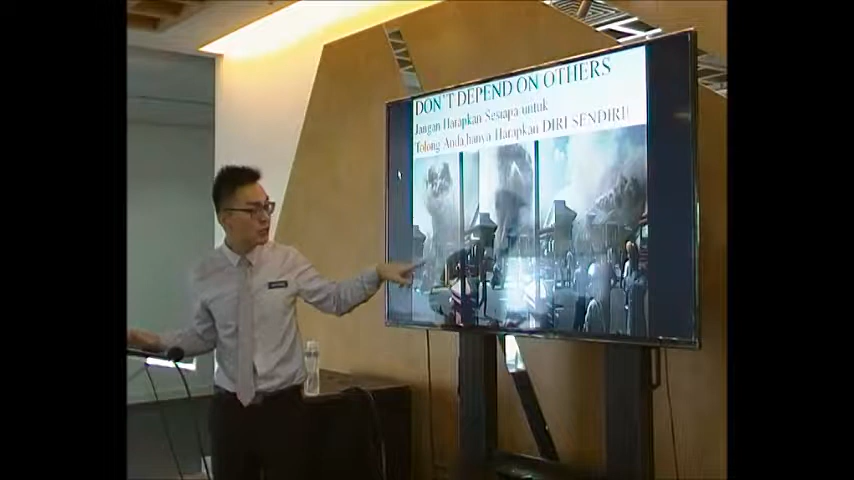 DON'T DEPEND ON OTHERS
Jangan Harapkan Sesiapa untuk
Tolong Anda,hanya Harapkan DIRI SENDIRI!